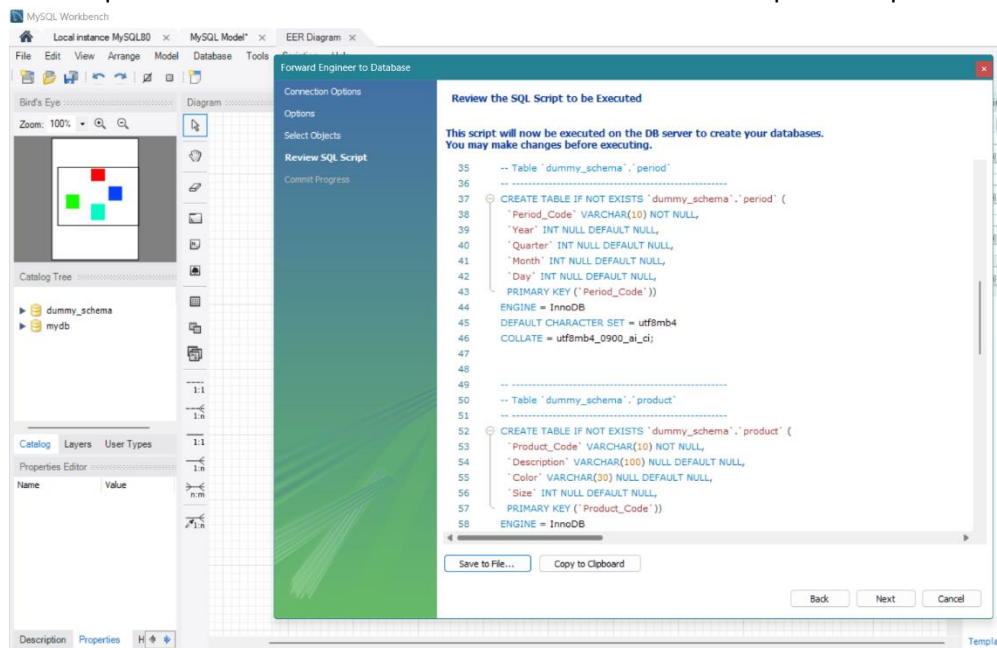 MySQL Workbench
Local instance MySQL80 × MySQL Model* × EER Diagram ×
File Edit View Arrange Model Database Tools
Forward Engineer to Database
Bird's Eye
Zoom: 100%
Diagram
Catalog Tree
dummy_schema
mydb
1:1
1:n
1:1
1:n
n:m
1:n
Catalog Layers User Types
Properties Editor
Name Value
Description Properties H
Connection Options
Options
Select Objects
Review SQL Script
Commit Progress
Review the SQL Script to be Executed
This script will now be executed on the DB server to create your databases.
You may make changes before executing.
35 -- Table `dummy_schema`.`period`
36 -- -----------------------------------------------------
37 CREATE TABLE IF NOT EXISTS `dummy_schema`.`period` (
38 `Period_Code` VARCHAR(10) NOT NULL,
39 `Year` INT NULL DEFAULT NULL,
40 `Quarter` INT NULL DEFAULT NULL,
41 `Month` INT NULL DEFAULT NULL,
42 `Day` INT NULL DEFAULT NULL,
43 PRIMARY KEY (`Period_Code`))
44 ENGINE = InnoDB
45 DEFAULT CHARACTER SET = utf8mb4
46 COLLATE = utf8mb4_0900_ai_ci;
47
48
49 -- -----------------------------------------------------
50 -- Table `dummy_schema`.`product`
51 -- -----------------------------------------------------
52 CREATE TABLE IF NOT EXISTS `dummy_schema`.`product` (
53 `Product_Code` VARCHAR(10) NOT NULL,
54 `Description` VARCHAR(100) NULL DEFAULT NULL,
55 `Color` VARCHAR(30) NULL DEFAULT NULL,
56 `Size` INT NULL DEFAULT NULL,
57 PRIMARY KEY (`Product_Code`))
58 ENGINE = InnoDB
Save to File... Copy to Clipboard
Back Next Cancel
Templa